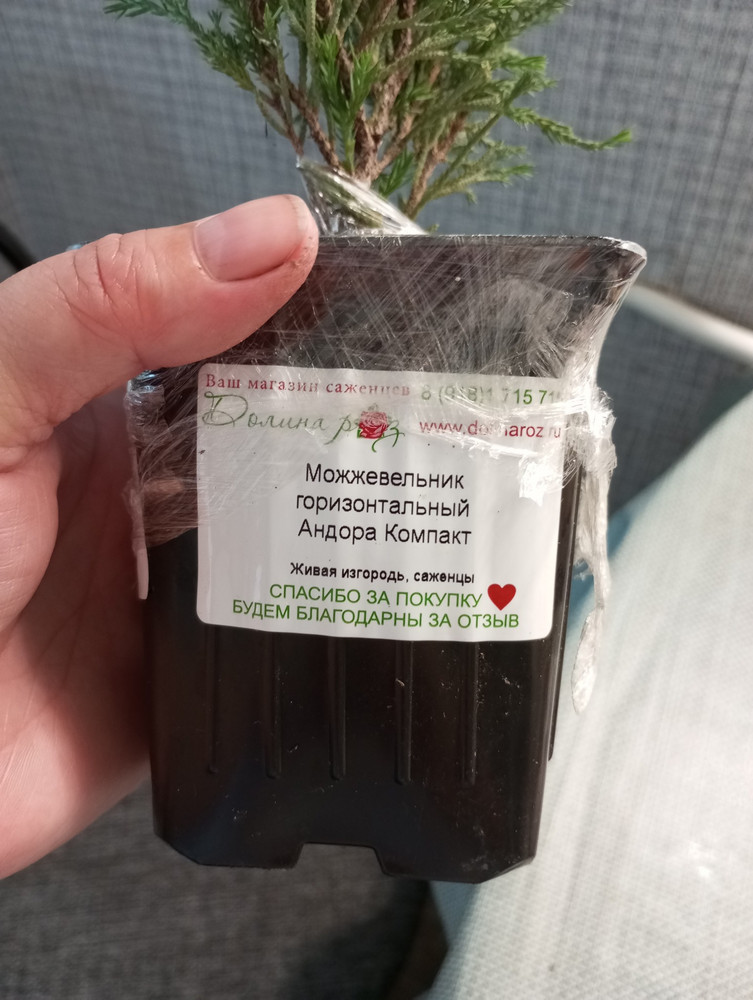 Ваш магазин саженцев
Долина роз
Можжевельник
горизонтальный
Андора Компакт
Живая изгородь, саженцы
СПАСИБО ЗА ПОКУПКУ
БУДЕМ БЛАГОДАРНЫ ЗА ОТЗЫВ